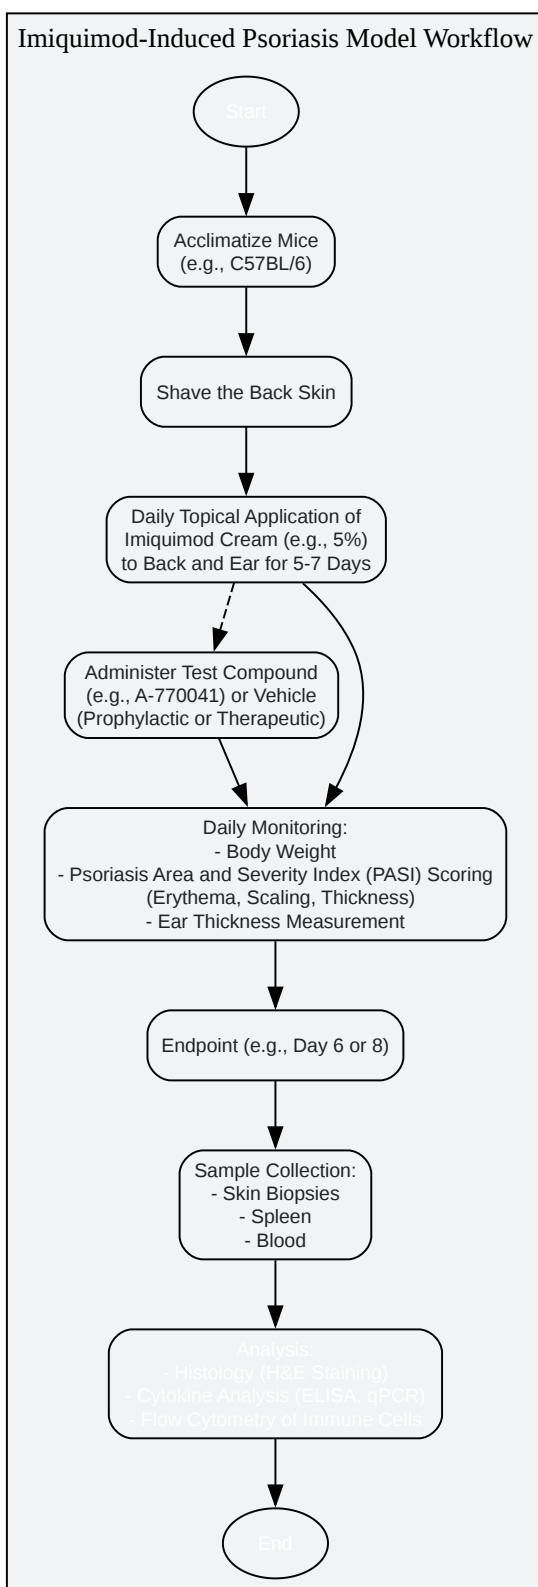 Imiquimod-Induced Psoriasis Model Workflow
Start
Acclimatize Mice
(e.g., C57BL/6)
Shave the Back Skin
Daily Topical Application of
Imiquimod Cream (e.g., 5%)
to Back and Ear for 5-7 Days
Administer Test Compound
(e.g., A-770041) or Vehicle
(Prophylactic or Therapeutic)
Daily Monitoring:
- Body Weight
- Psoriasis Area and Severity Index (PASI) Scoring
(Erythema, Scaling, Thickness)
- Ear Thickness Measurement
Endpoint (e.g., Day 6 or 8)
Sample Collection:
- Skin Biopsies
- Spleen
- Blood
Analysis:
- Histology (H&E Staining)
- Cytokine Analysis (ELISA, qPCR)
- Flow Cytometry of Immune Cells
End